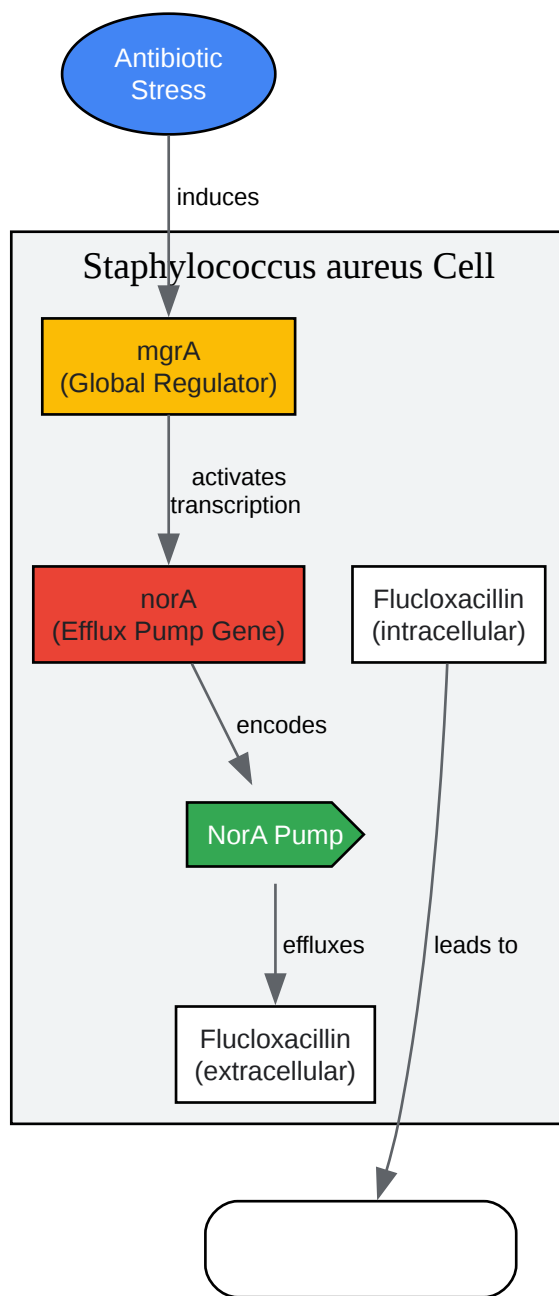 Antibiotic
Stress
induces
Staphylococcus aureus Cell
mgrA
(Global Regulator)
activates
transcription
norA
(Efflux Pump Gene)
Flucloxacillin
(intracellular)
encodes
NorA Pump
effluxes
leads to
Flucloxacillin
(extracellular)